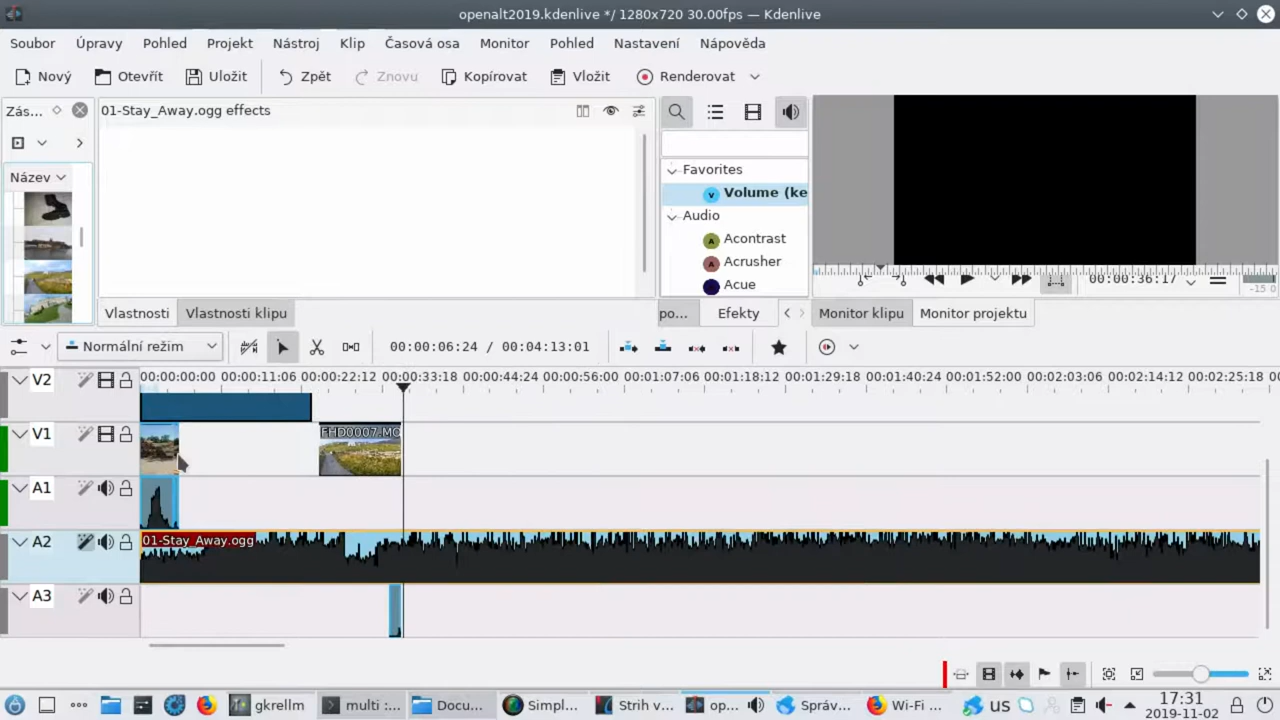 openalt2019.kdenlive */ 1280x720 30.00fps — Kdenlive
Soubor Úpravy Pohled Projekt Nástroj Klip Časová osa Monitor Pohled Nastavení Nápověda
Nový Otevřít Uložit Zpět Znovu Kopírovat Vložit Renderovat
Zás... 01-Stay_Away.ogg effects
Název
Favorites
Volume (ke
Audio
Acontrast
Acrusher
Acue
00:00:36:17
-15 0
Vlastnosti Vlastnosti klipu po... Efekty Monitor klipu Monitor projektu
Normální režim 00:00:06:24 / 00:04:13:01
00:00:00:00 00:00:11:06 00:00:22:12 00:00:33:18 00:00:44:24 00:00:56:00 00:01:07:06 00:01:18:12 00:01:29:18 00:01:40:24 00:01:52:00 00:02:03:06 00:02:14:12 00:02:25:18 00
V2
V1 FHD0007.MO
A1
A2 01-Stay_Away.ogg
A3
gkrellm multi :... Docu... Simpl... Strih v... op... Správ... Wi-Fi ... us 17:31
2019-11-02